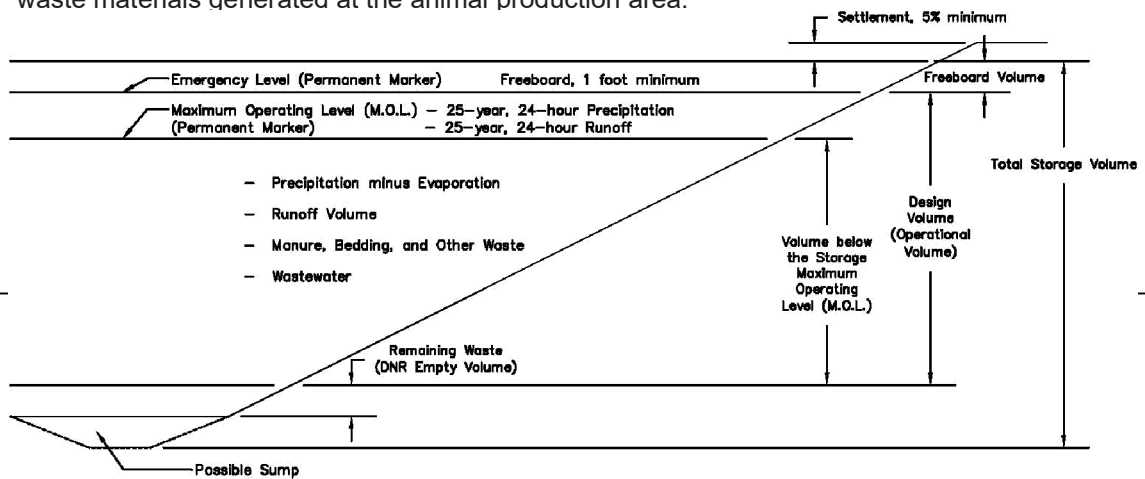 waste materials generated at the animal production area.
Settlement, 5% minimum
Emergency Level (Permanent Marker) Freeboard, 1 foot minimum
Freeboard Volume
Maximum Operating Level (M.O.L.) – 25–year, 24–hour Precipitation
(Permanent Marker) – 25–year, 24–hour Runoff
Total Storage Volume
– Precipitation minus Evaporation
– Runoff Volume
– Manure, Bedding, and Other Waste
– Wastewater
Design
Volume
(Operational
Volume)
Volume below
the Storage
Maximum
Operating
Level (M.O.L.)
Remaining Waste
(DNR Empty Volume)
Possible Sump